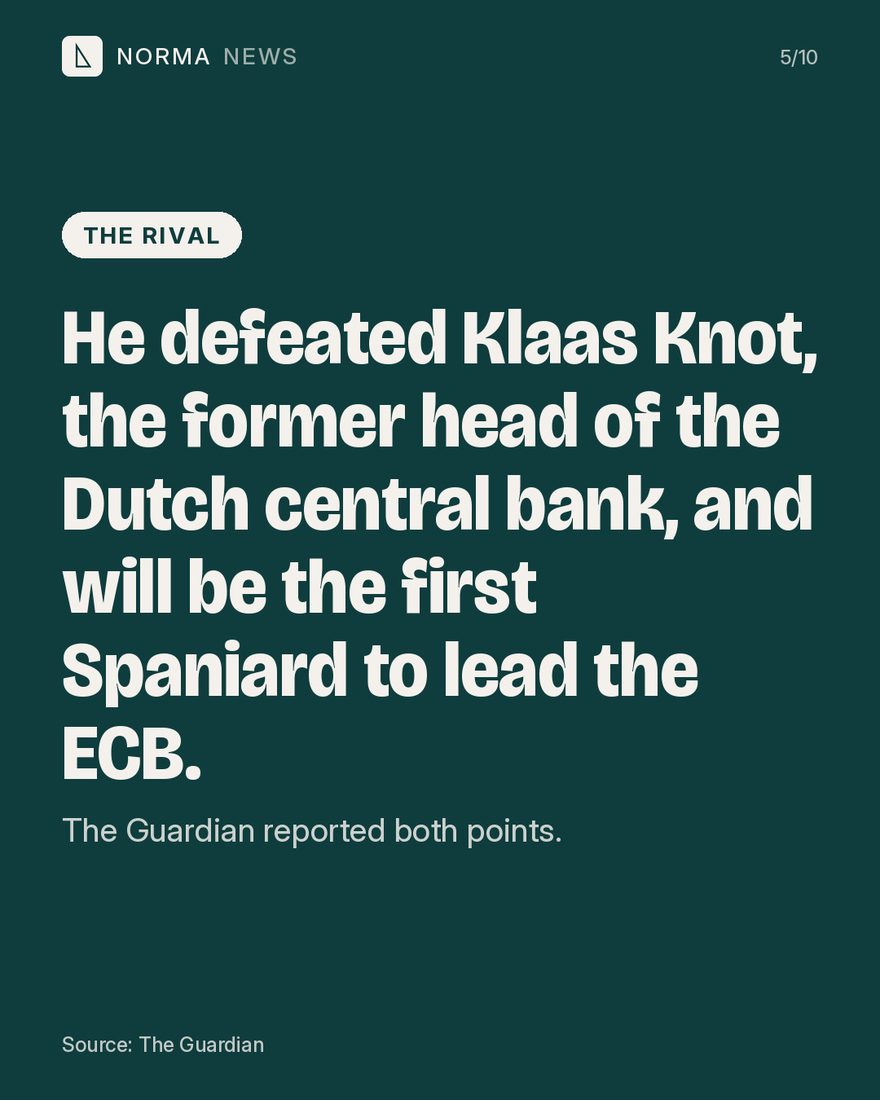 NORMA NEWS
5/10
THE RIVAL
He defeated Klaas Knot,
the former head of the
Dutch central bank, and
will be the first
Spaniard to lead the
ECB.
The Guardian reported both points.
Source: The Guardian